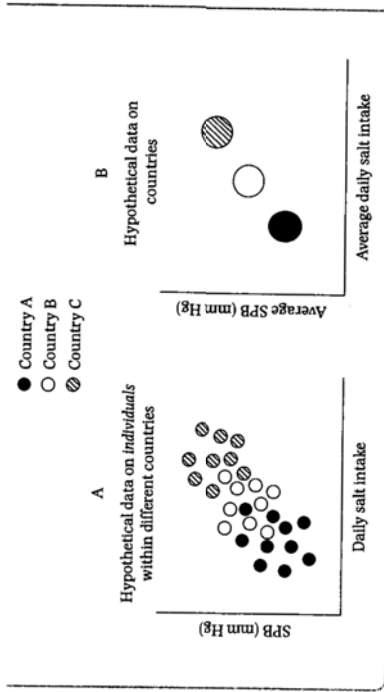 Country A
Country B
Country C
A
Hypothetical data on individuals
within different countries
SPB (mm Hg)
Daily salt intake
B
Hypothetical data on
countries
Average SPB (mm Hg)
Average daily salt intake